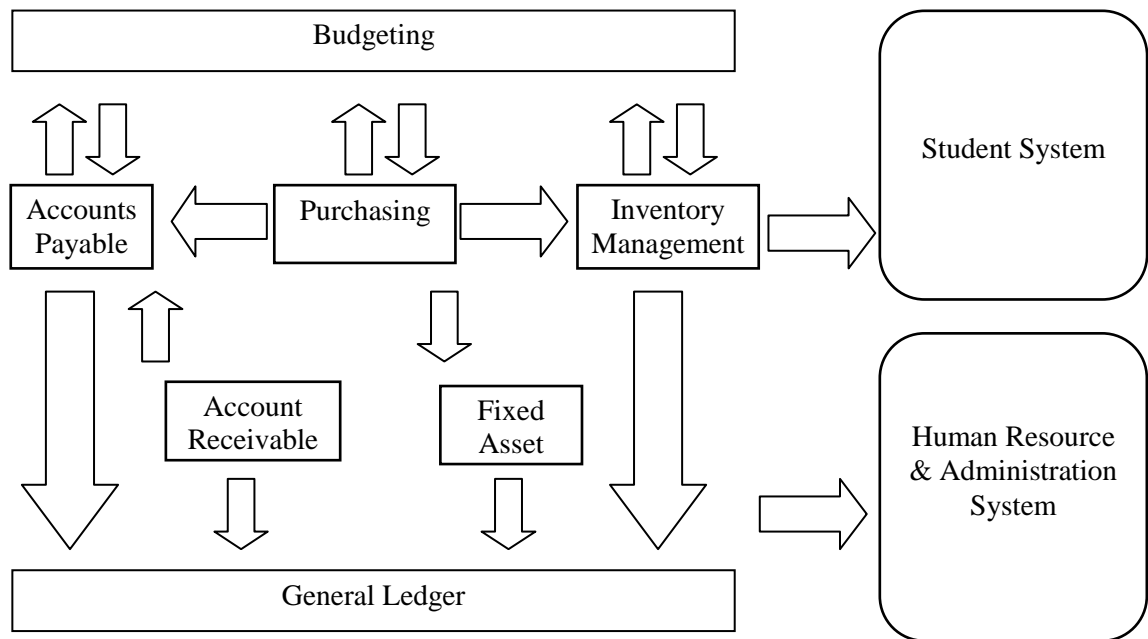 Budgeting
Student System
Accounts
Payable
Purchasing
Inventory
Management
Account
Receivable
Fixed
Asset
Human Resource
& Administration
System
General Ledger